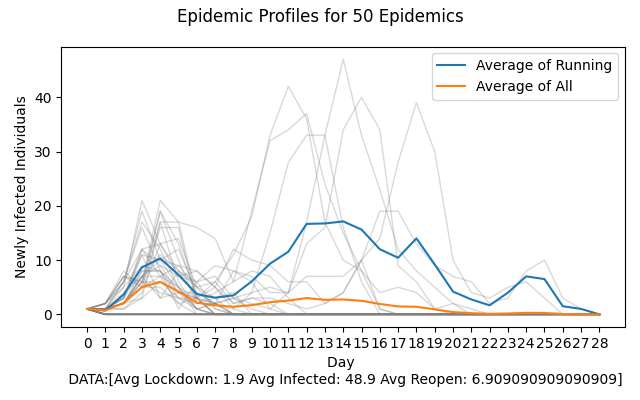 Epidemic Profiles for 50 Epidemics
Newly Infected Individuals
40
30
20
10
0
Average of Running
Average of All
0 1 2 3 4 5 6 7 8 9 10 11 12 13 14 15 16 17 18 19 20 21 22 23 24 25 26 27 28
Day
DATA:[Avg Lockdown: 1.9 Avg Infected: 48.9 Avg Reopen: 6.909090909090909]